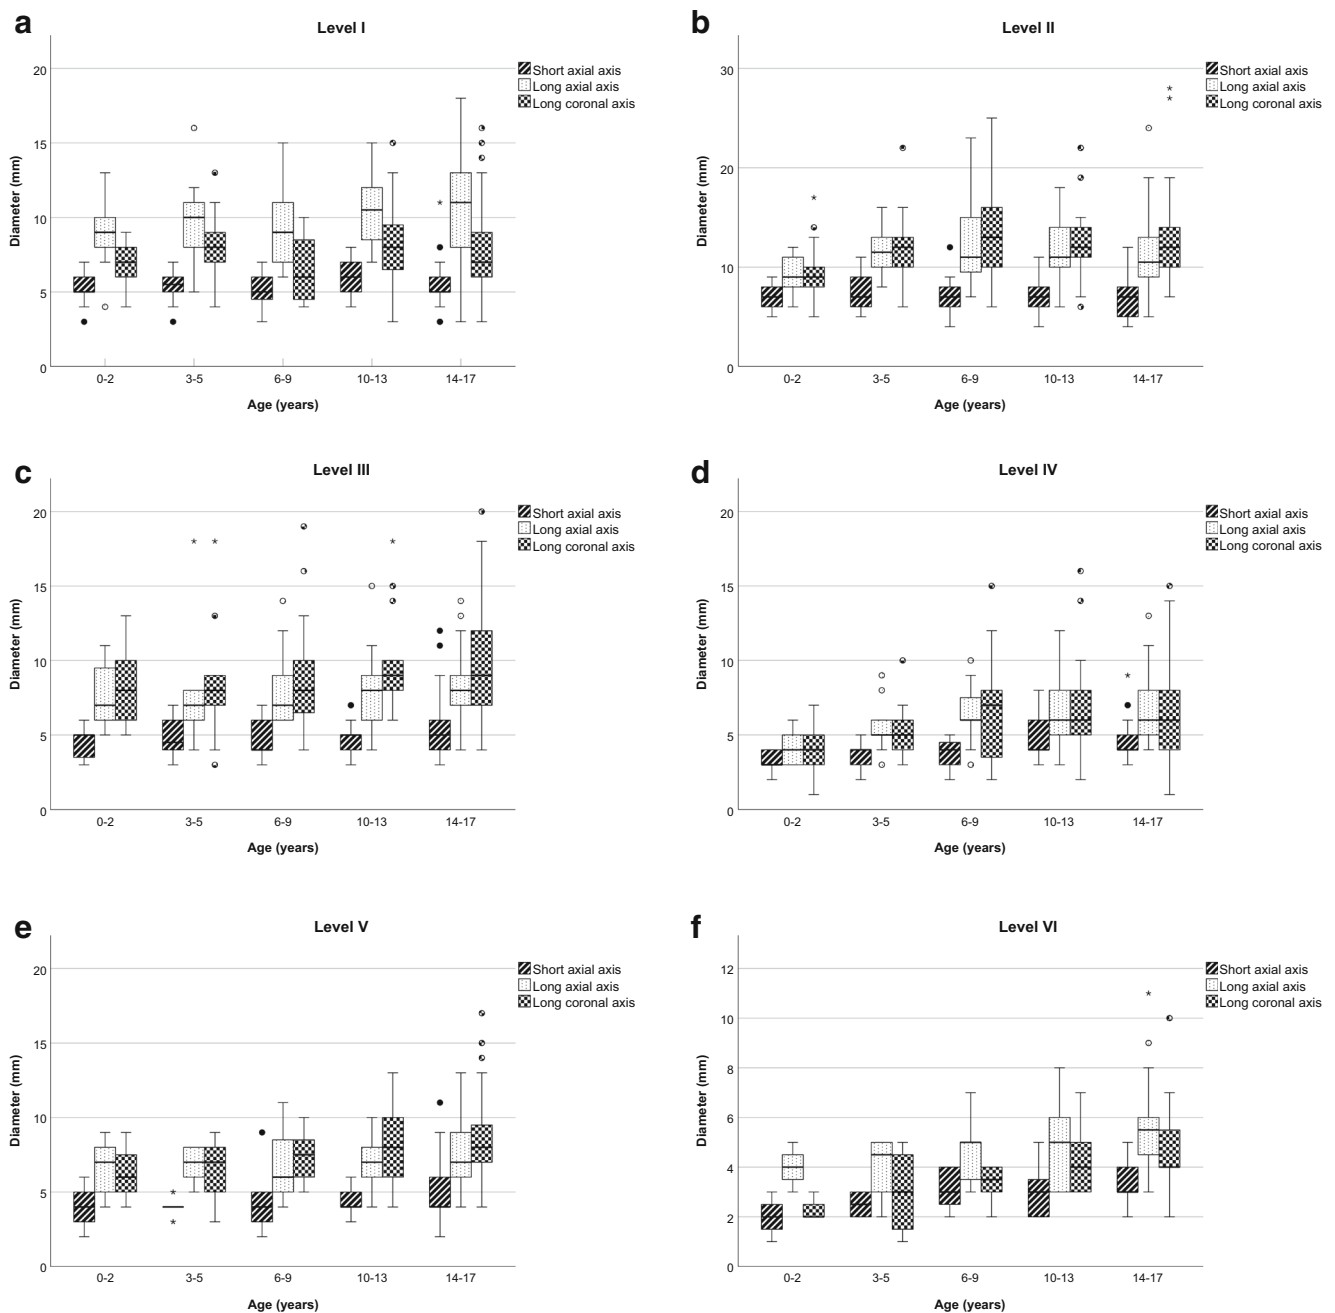 a
Level I
20
15
10
5
0
Diameter (mm)
0-2
3-5
6-9
10-13
14-17
Age (years)
Short axial axis
Long axial axis
Long coronal axis
b
Level II
30
20
10
0
Diameter (mm)
0-2
3-5
6-9
10-13
14-17
Age (years)
Short axial axis
Long axial axis
Long coronal axis
c
Level III
20
15
10
5
0
Diameter (mm)
0-2
3-5
6-9
10-13
14-17
Age (years)
Short axial axis
Long axial axis
Long coronal axis
d
Level IV
20
15
10
5
0
Diameter (mm)
0-2
3-5
6-9
10-13
14-17
Age (years)
Short axial axis
Long axial axis
Long coronal axis
e
Level V
20
15
10
5
0
Diameter (mm)
0-2
3-5
6-9
10-13
14-17
Age (years)
Short axial axis
Long axial axis
Long coronal axis
f
Level VI
12
10
8
6
4
2
0
Diameter (mm)
0-2
3-5
6-9
10-13
14-17
Age (years)
Short axial axis
Long axial axis
Long coronal axis